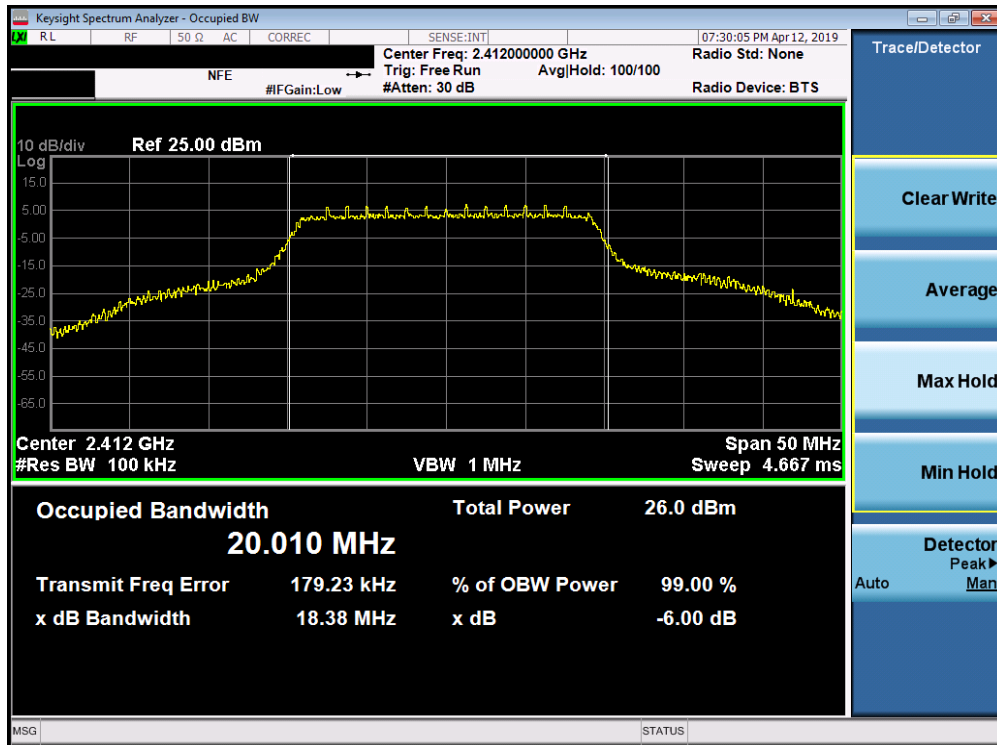 Keysight Spectrum Analyzer - Occupied BW
LXI RL RF 50 Ω AC CORREC SENSE:INT 07:30:05 PM Apr 12, 2019
Center Freq: 2.412000000 GHz Radio Std: None
NFE Trig: Free Run Avg|Hold: 100/100
#IFGain:Low #Atten: 30 dB Radio Device: BTS
Trace/Detector
10 dB/div Ref 25.00 dBm
Log
15.0
5.00
-5.00
-15.0
-25.0
-35.0
-45.0
-55.0
-65.0
Center 2.412 GHz Span 50 MHz
#Res BW 100 kHz VBW 1 MHz Sweep 4.667 ms
Occupied Bandwidth Total Power 26.0 dBm
20.010 MHz
Transmit Freq Error 179.23 kHz % of OBW Power 99.00 %
x dB Bandwidth 18.38 MHz x dB -6.00 dB
Clear Write
Average
Max Hold
Min Hold
Detector
Peak
Auto Man
MSG STATUS